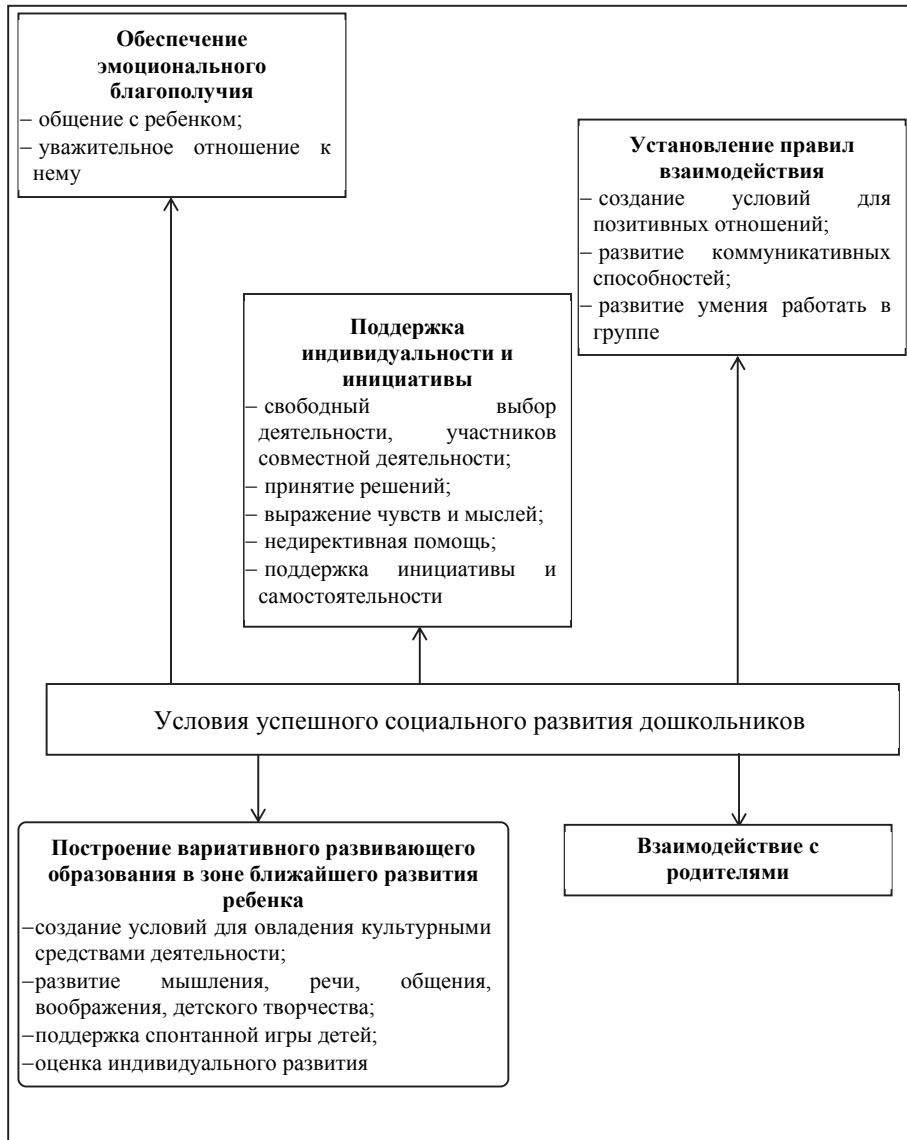 Обеспечение
эмоционального
благополучия
– общение с ребенком;
– уважительное отношение к
нему
Установление правил
взаимодействия
– создание условий для
позитивных отношений;
– развитие коммуникативных
способностей;
– развитие умения работать в
группе
Поддержка
индивидуальности и
инициативы
– свободный выбор
деятельности, участников
совместной деятельности;
– принятие решений;
– выражение чувств и мыслей;
– недирективная помощь;
– поддержка инициативы и
самостоятельности
Условия успешного социального развития дошкольников
Построение вариативного развивающего
образования в зоне ближайшего развития
ребенка
–создание условий для овладения культурными
средствами деятельности;
–развитие мышления, речи, общения,
воображения, детского творчества;
–поддержка спонтанной игры детей;
–оценка индивидуального развития
Взаимодействие с
родителями